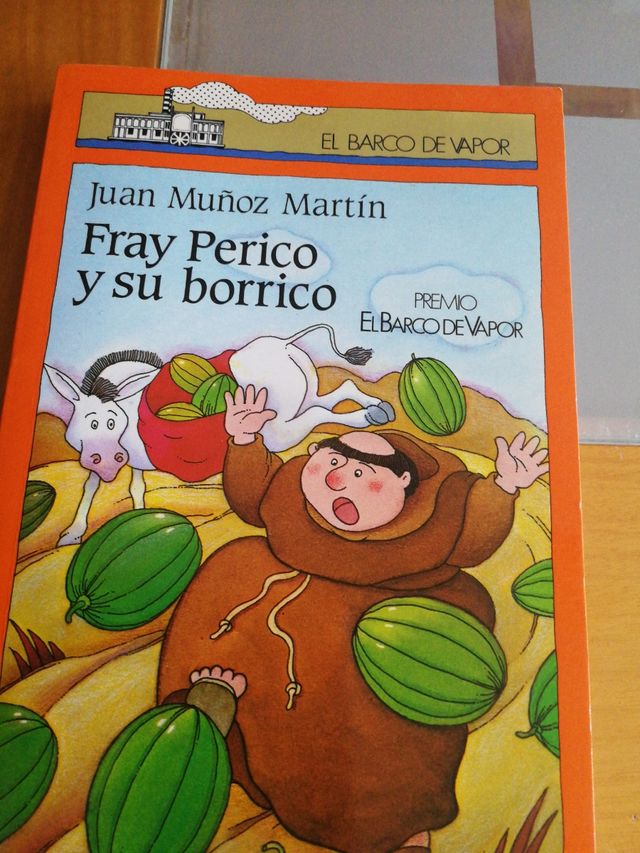 EL BARCO DE VAPOR
Juan Muñoz Martín
Fray Perico
y su borrico
PREMIO
EL BARCO DE VAPOR